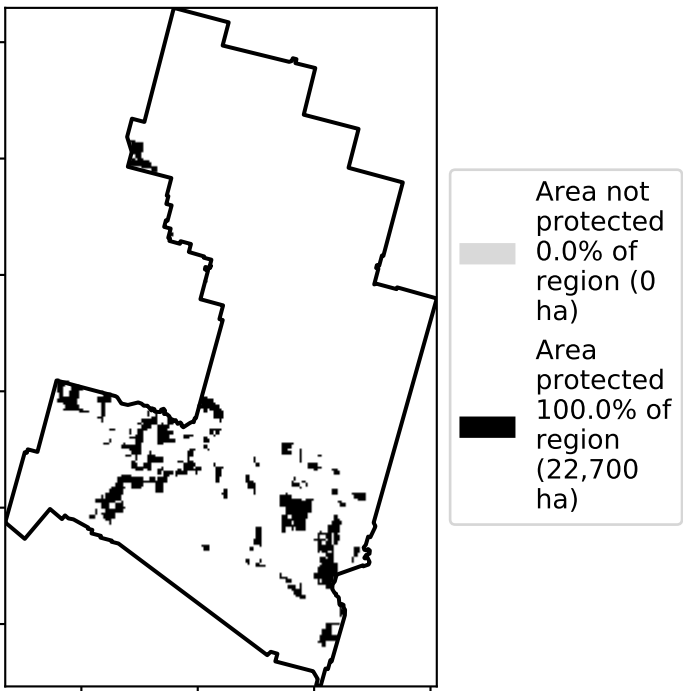 Area not
protected
0.0% of
region (0
ha)
Area
protected
100.0% of
region
(22,700
ha)